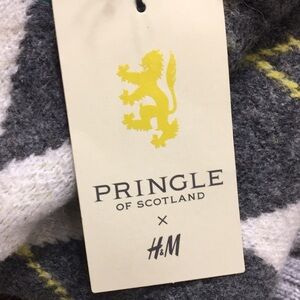 PRINGLE
OF SCOTLAND
×
H&M